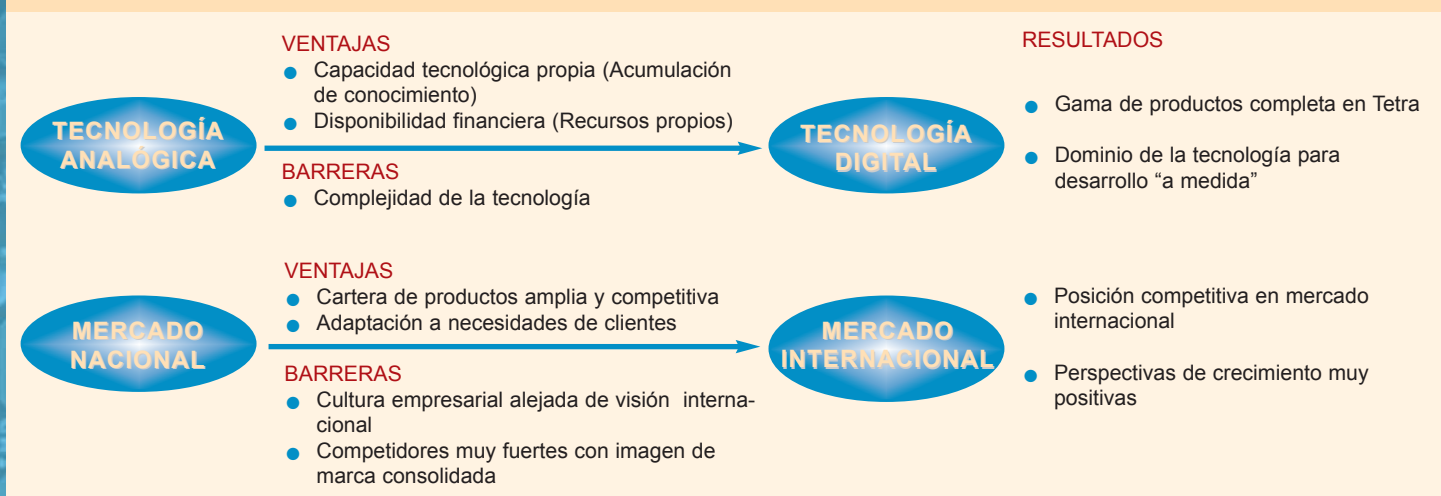 VENTAJAS
● Capacidad tecnológica propia (Acumulación
de conocimiento)
● Disponibilidad financiera (Recursos propios)
TECNOLOGÍA
ANALÓGICA
BARRERAS
● Complejidad de la tecnología
TECNOLOGÍA
DIGITAL
RESULTADOS
● Gama de productos completa en Tetra
● Dominio de la tecnología para
desarrollo “a medida”
VENTAJAS
● Cartera de productos amplia y competitiva
● Adaptación a necesidades de clientes
MERCADO
NACIONAL
BARRERAS
● Cultura empresarial alejada de visión interna-
cional
● Competidores muy fuertes con imagen de
marca consolidada
MERCADO
INTERNACIONAL
● Posición competitiva en mercado
internacional
● Perspectivas de crecimiento muy
positivas